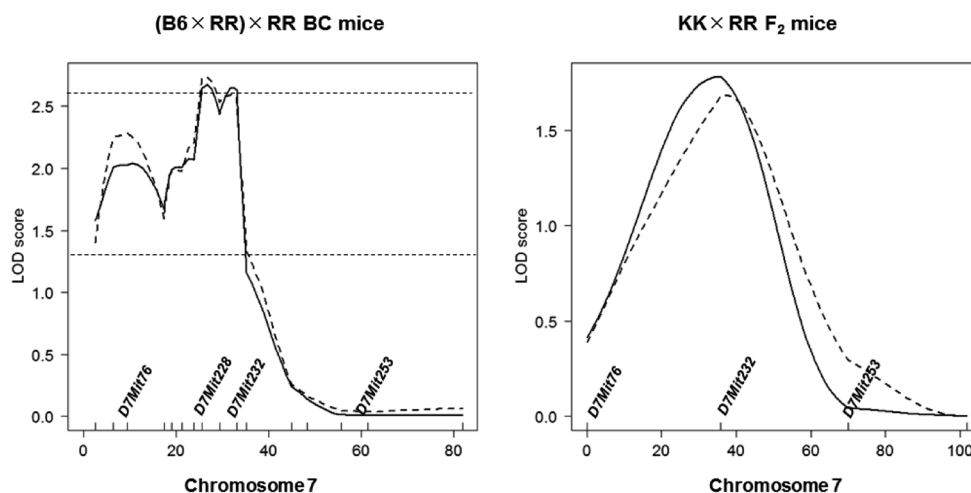 (B6×RR)×RR BC mice
LOD score
2.5
2.0
1.5
1.0
0.5
0.0
D7Mit76
D7Mit228
D7Mit232
D7Mit253
0 20 40 60 80
Chromosome 7
KK×RR F₂ mice
LOD score
1.5
1.0
0.5
0.0
D7Mit76
D7Mit232
D7Mit253
0 20 40 60 80 100
Chromosome 7